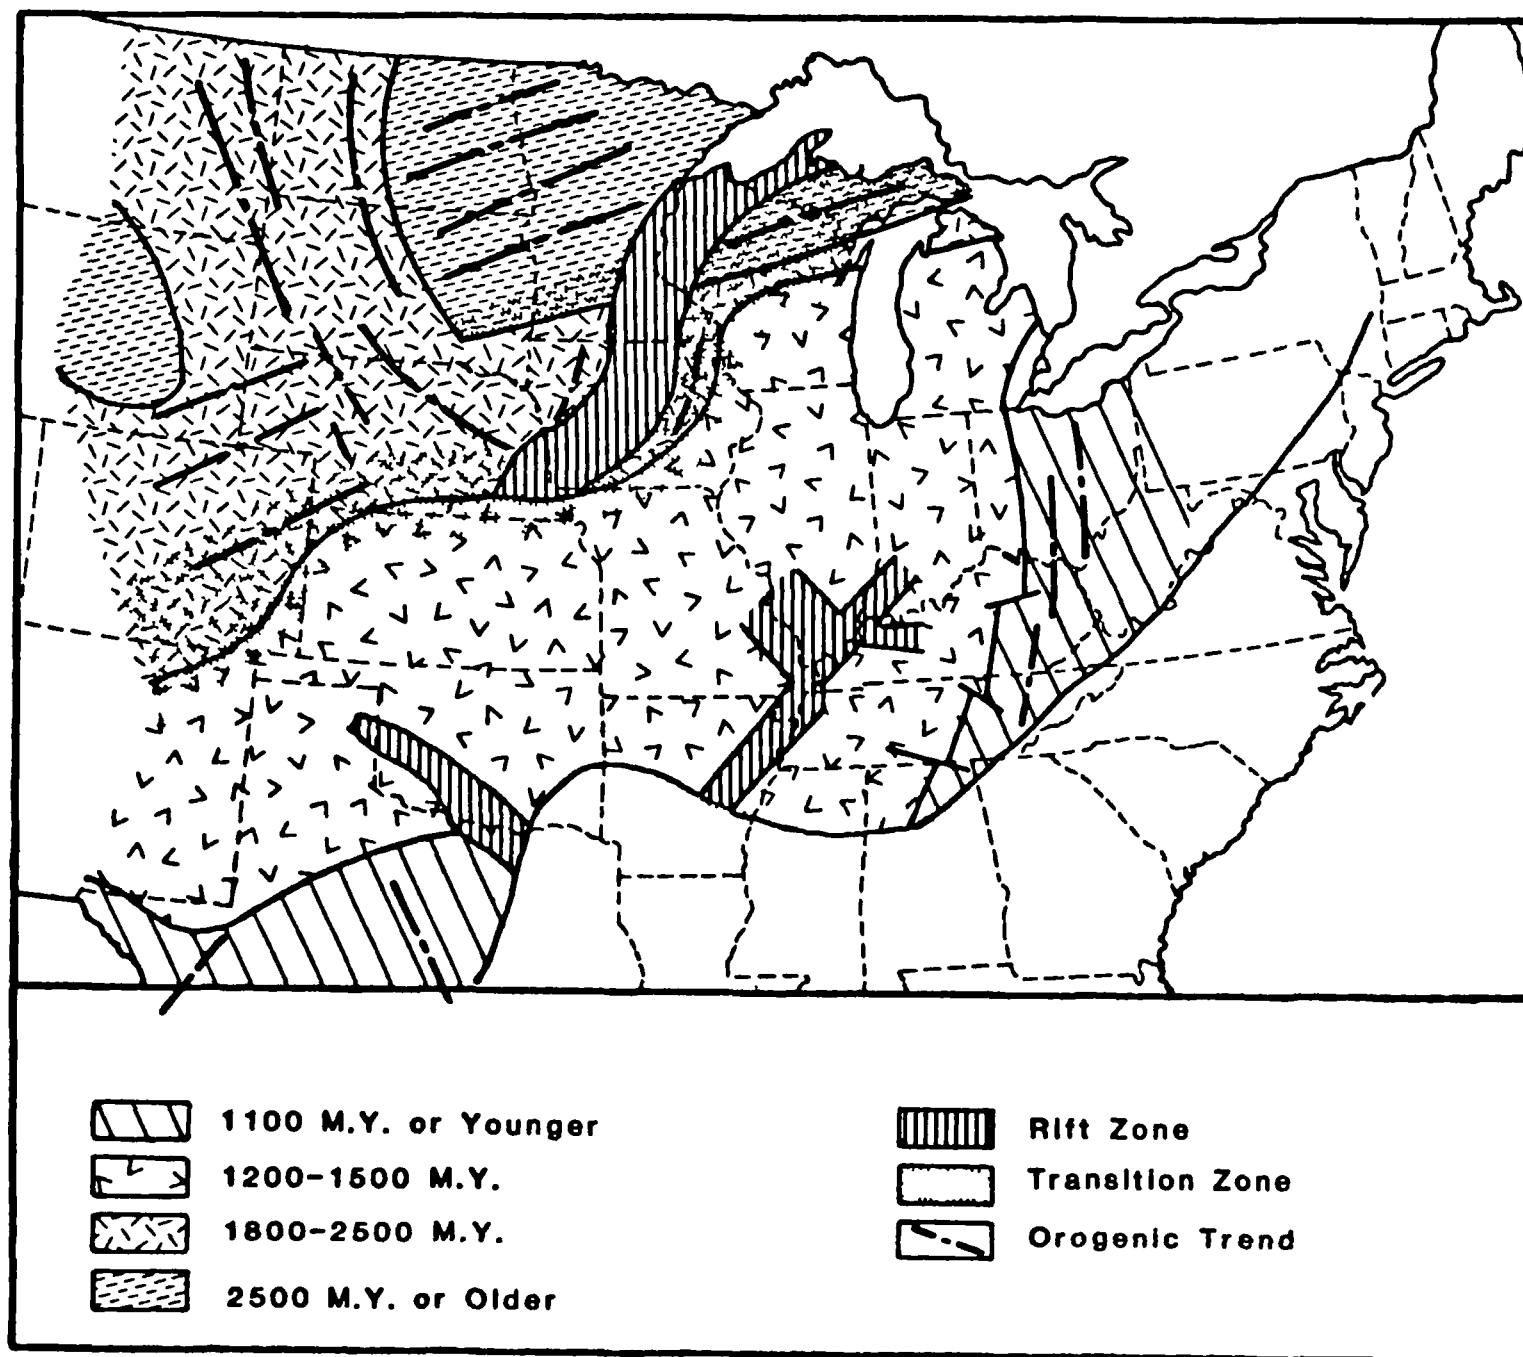 1100 M.Y. or Younger
1200-1500 M.Y.
1800-2500 M.Y.
2500 M.Y. or Older
Rift Zone
Transition Zone
Orogenic Trend